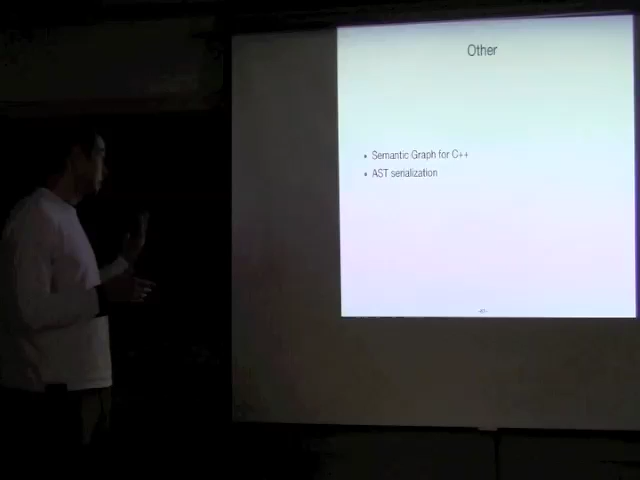 Other
• Semantic Graph for C++
• AST serialization